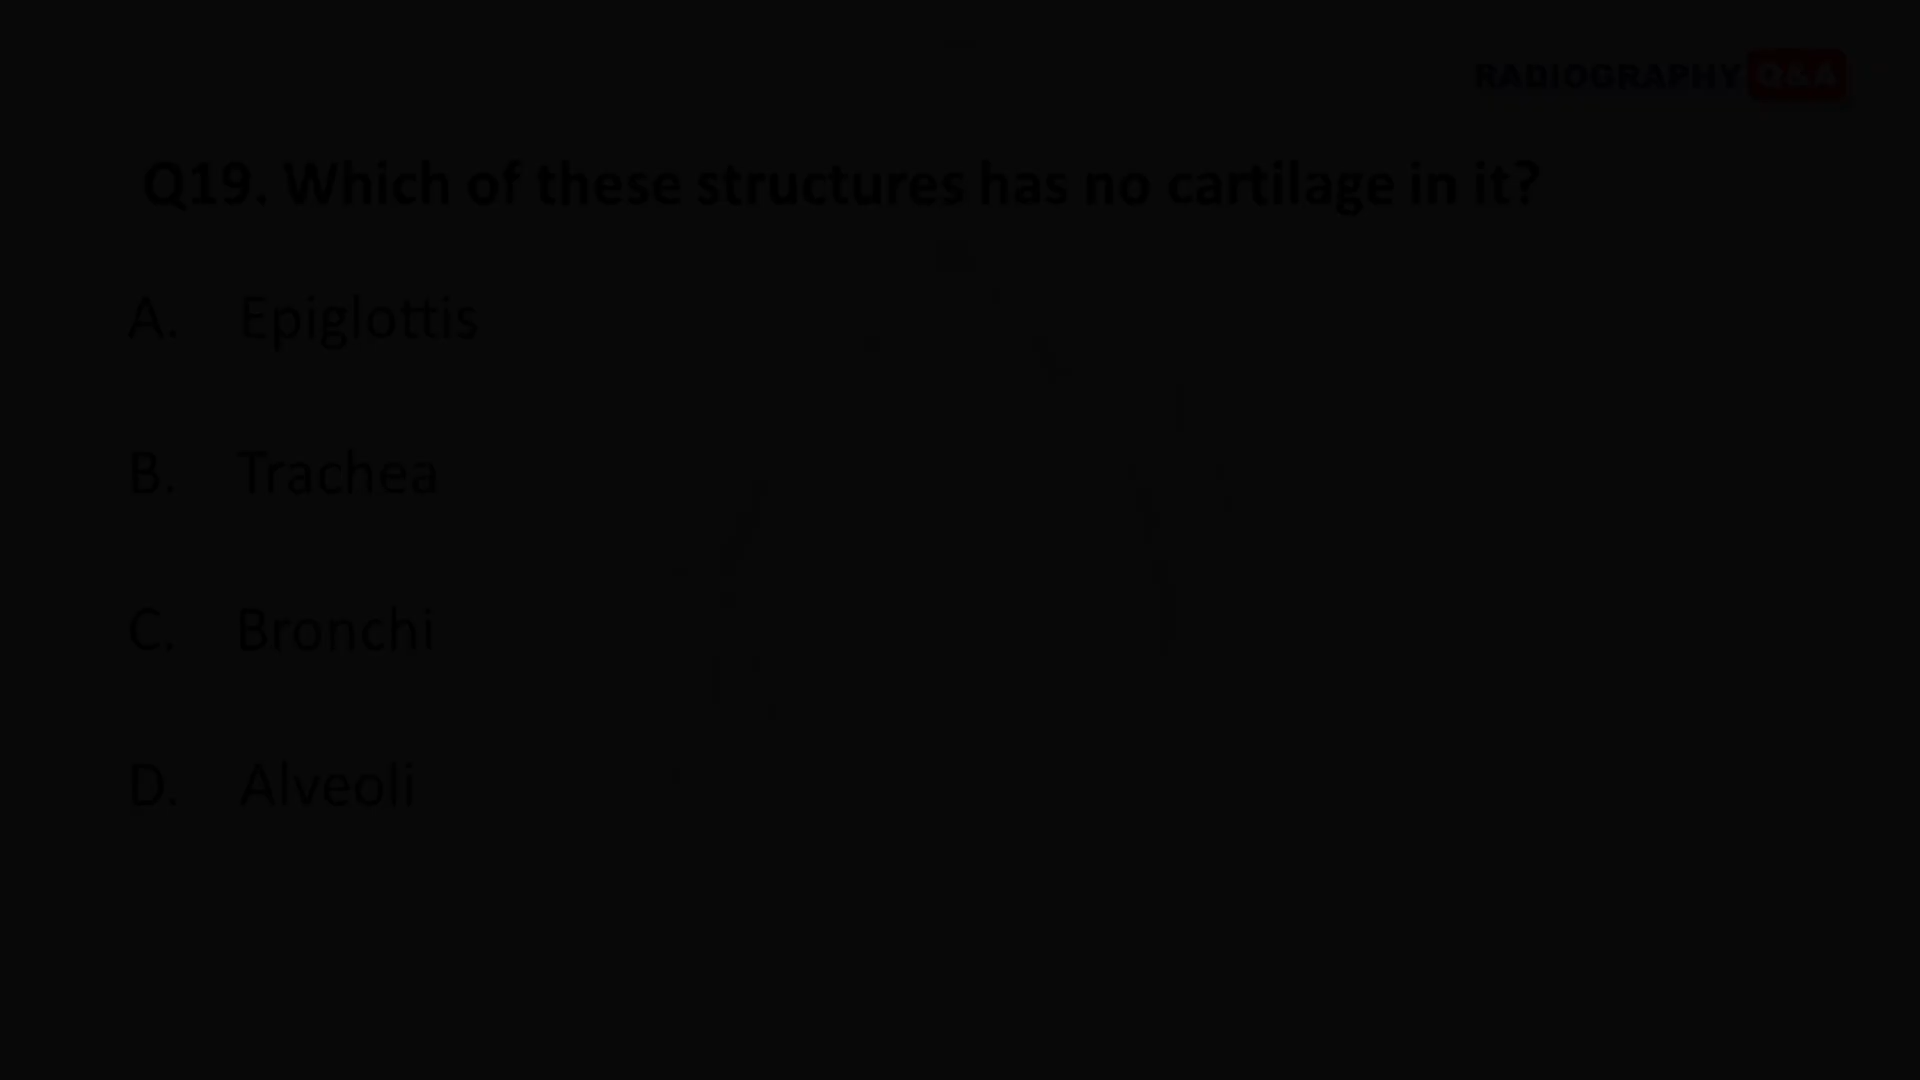 RADIOGRAPHY Q&A
Q19. Which of these structures has no cartilage in it?
A. Epiglottis
B. Trachea
C. Bronchi
D. Alveoli